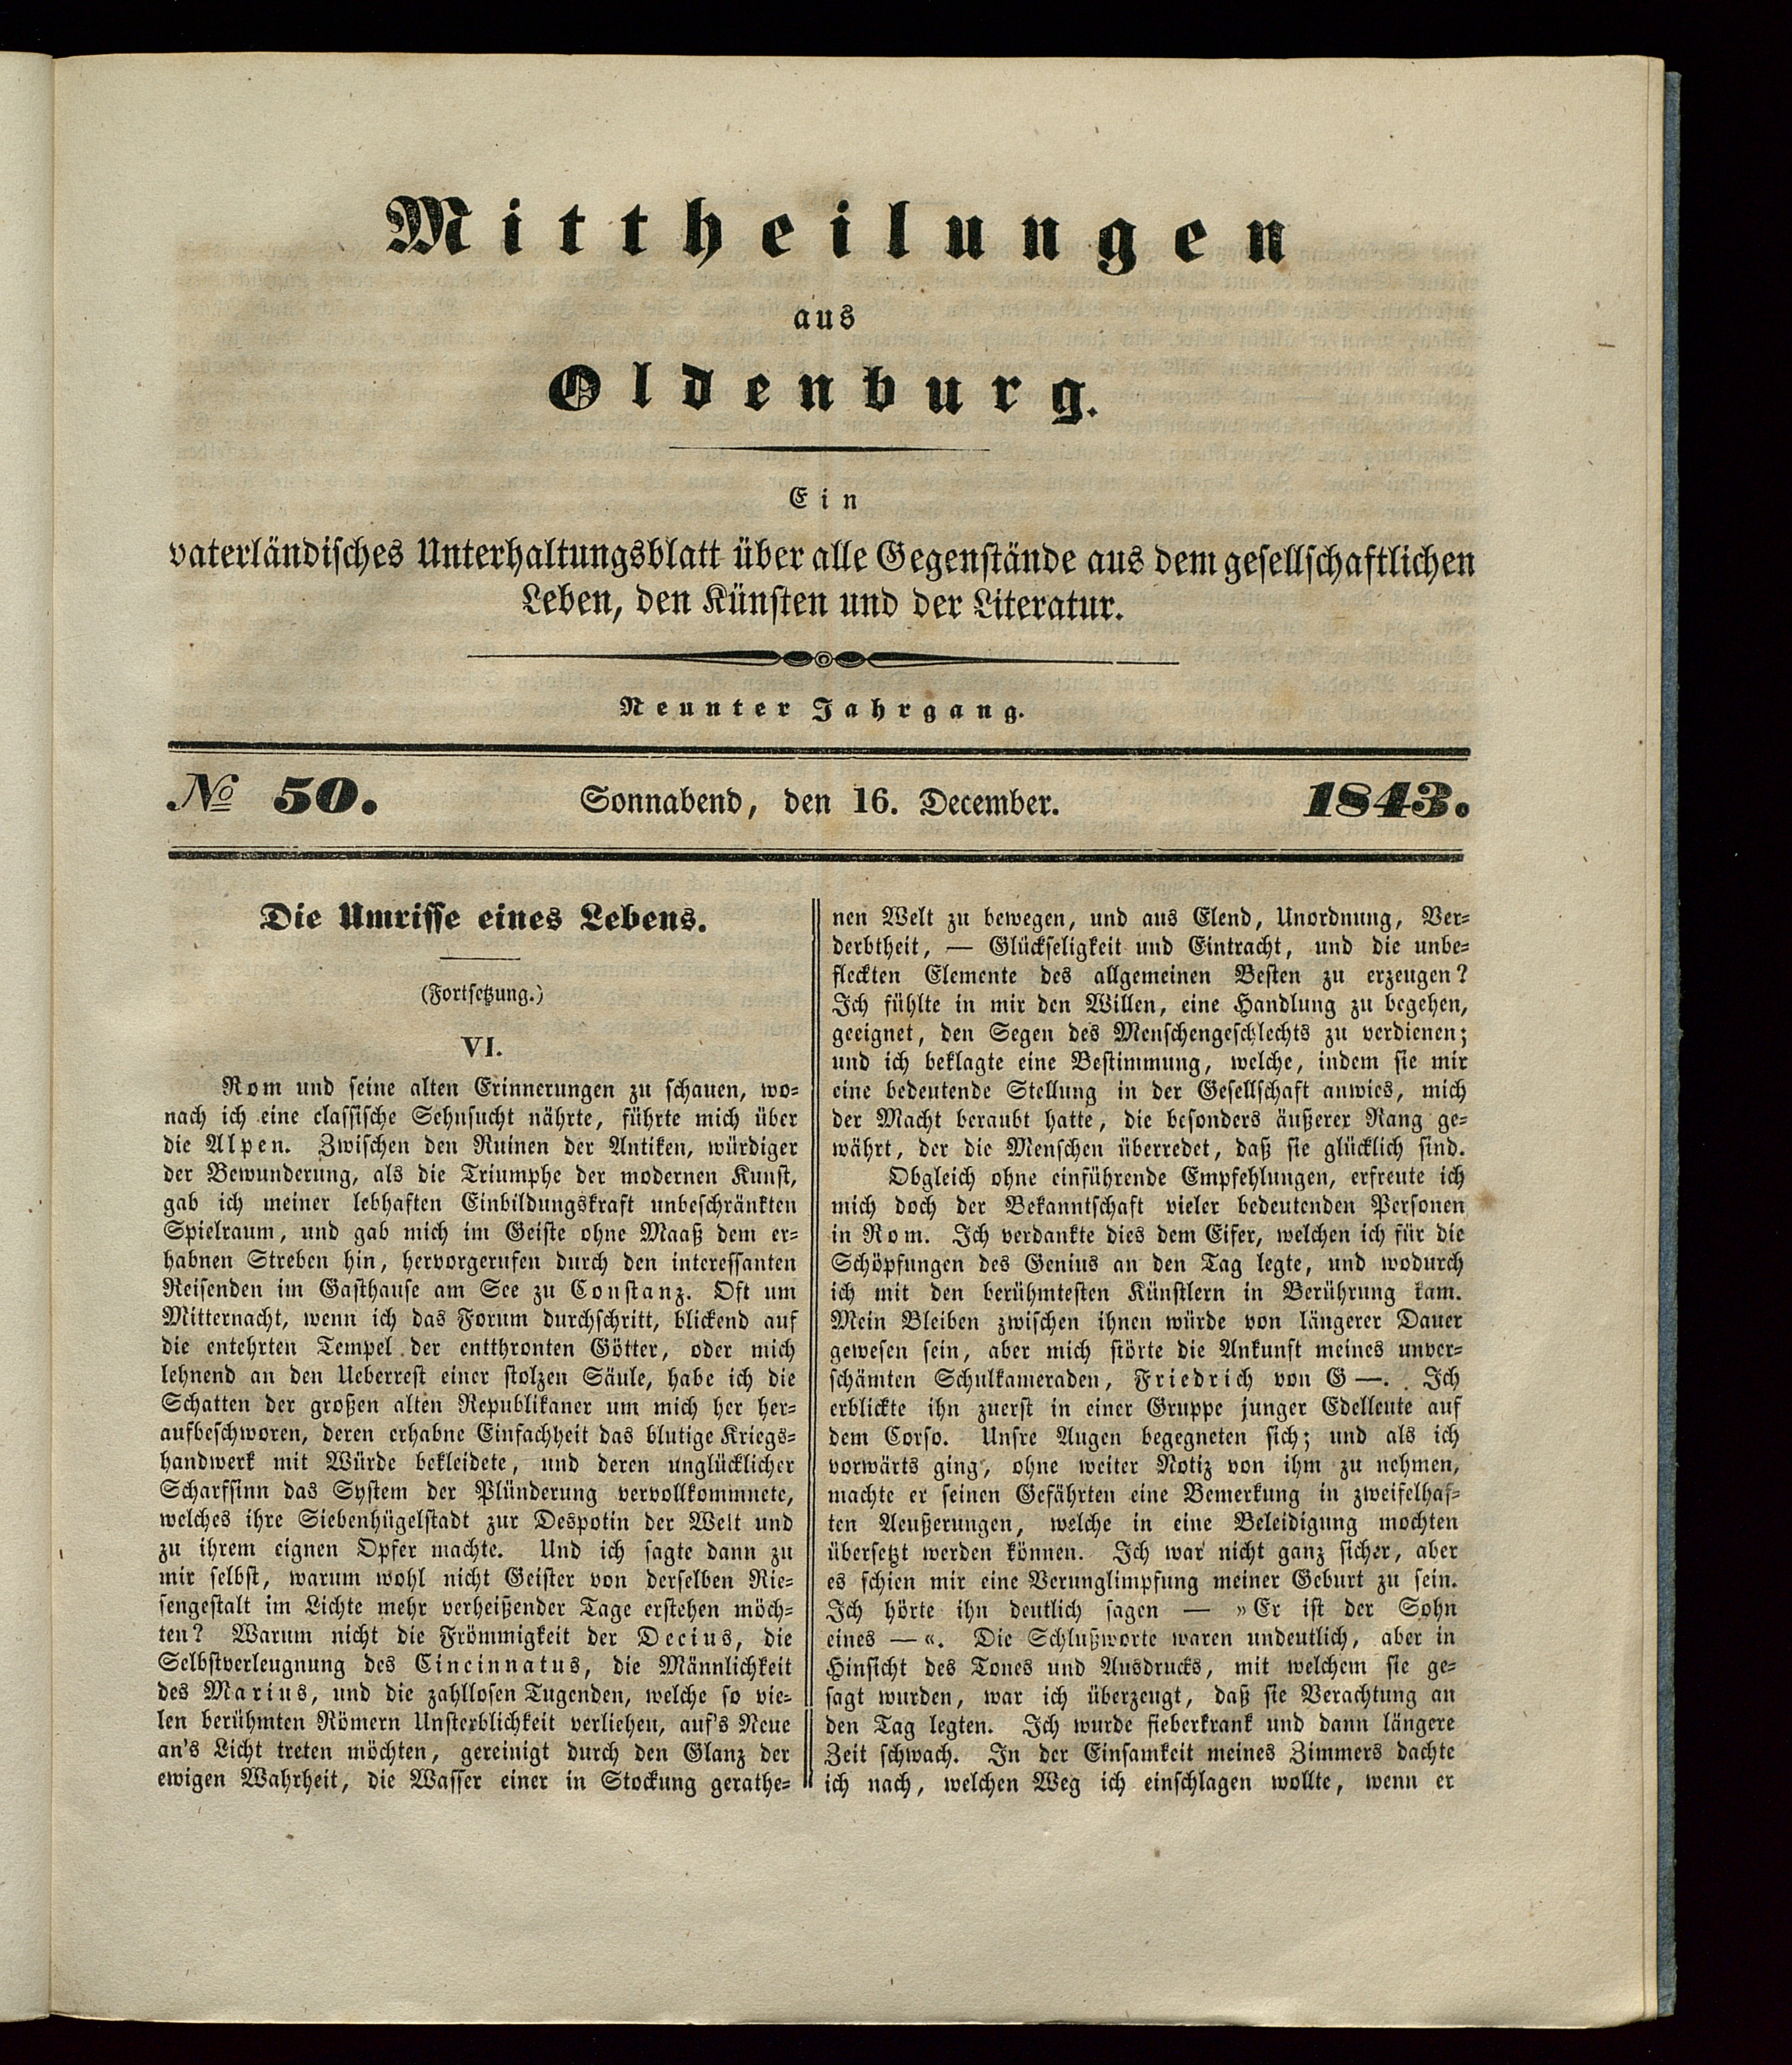 Mittheilungen
aus
Oldenburg.
Ein
vaterländisches Unterhaltungsblatt über alle Gegenstände aus dem gesellschaftlichen
Leben, den Künsten und der Literatur.
Neunter Jahrgang.
№ 50. Sonnabend, den 16. December. 1843.
Die Umrisse eines Lebens.
(Fortsetzung.)
VI.
Rom und seine alten Erinnerungen zu schauen, wo-
nach ich eine classische Sehnsucht nährte, führte mich über
die Alpen. Zwischen den Ruinen der Antiken, würdiger
der Bewunderung, als die Triumphe der modernen Kunst,
gab ich meiner lebhaften Einbildungskraft unbeschränkten
Spielraum, und gab mich im Geiste ohne Maaß dem er-
habnen Streben hin, hervorgerufen durch den interessanten
Reisenden im Gasthause am See zu Constanz. Oft um
Mitternacht, wenn ich das Forum durchschritt, blickend auf
die entehrten Tempel der entthronten Götter, oder mich
lehnend an den Ueberrest einer stolzen Säule, habe ich die
Schatten der großen alten Republikaner um mich her her-
aufbeschworen, deren erhabne Einfachheit das blutige Kriegs-
handwerk mit Würde bekleidete, und deren unglücklicher
Scharfsinn das System der Plünderung vervollkommnete,
welches ihre Siebenhügelstadt zur Despotin der Welt und
zu ihrem eignen Opfer machte. Und ich sagte dann zu
mir selbst, warum wohl nicht Geister von derselben Rie-
sengestalt im Lichte mehr verheißender Tage erstehen möch-
ten? Warum nicht die Frömmigkeit der Decius, die
Selbstverleugnung des Cincinnatus, die Männlichkeit
des Marius, und die zahllosen Tugenden, welche so vie-
len berühmten Römern Unsterblichkeit verliehen, auf's Neue
an's Licht treten möchten, gereinigt durch den Glanz der
ewigen Wahrheit, die Wasser einer in Stockung gerathe-
nen Welt zu bewegen, und aus Elend, Unordnung, Ver-
derbtheit, — Glückseligkeit und Eintracht, und die unbe-
fleckten Elemente des allgemeinen Besten zu erzeugen?
Ich fühlte in mir den Willen, eine Handlung zu begehen,
geeignet, den Segen des Menschengeschlechts zu verdienen;
und ich beklagte eine Bestimmung, welche, indem sie mir
eine bedeutende Stellung in der Gesellschaft anwies, mich
der Macht beraubt hatte, die besonders äußerer Rang ge-
währt, der die Menschen überredet, daß sie glücklich sind.
Obgleich ohne einführende Empfehlungen, erfreute ich
mich doch der Bekanntschaft vieler bedeutenden Personen
in Rom. Ich verdankte dies dem Eifer, welchen ich für die
Schöpfungen des Genius an den Tag legte, und wodurch
ich mit den berühmtesten Künstlern in Berührung kam.
Mein Bleiben zwischen ihnen würde von längerer Dauer
gewesen sein, aber mich störte die Ankunft meines unver-
schämten Schulkameraden, Friedrich von G—. Ich
erblickte ihn zuerst in einer Gruppe junger Edelleute auf
dem Corso. Unsre Augen begegneten sich; und als ich
vorwärts ging, ohne weiter Notiz von ihm zu nehmen,
machte er seinen Gefährten eine Bemerkung in zweifelhaf-
ten Aeußerungen, welche in eine Beleidigung mochten
übersetzt werden können. Ich war nicht ganz sicher, aber
es schien mir eine Verunglimpfung meiner Geburt zu sein.
Ich hörte ihn deutlich sagen — »Er ist der Sohn
eines —«. Die Schlußworte waren undeutlich, aber in
Hinsicht des Tones und Ausdrucks, mit welchem sie ge-
sagt wurden, war ich überzeugt, daß sie Verachtung an
den Tag legten. Ich wurde fieberkrank und dann längere
Zeit schwach. In der Einsamkeit meines Zimmers dachte
ich nach, welchen Weg ich einschlagen wollte, wenn er